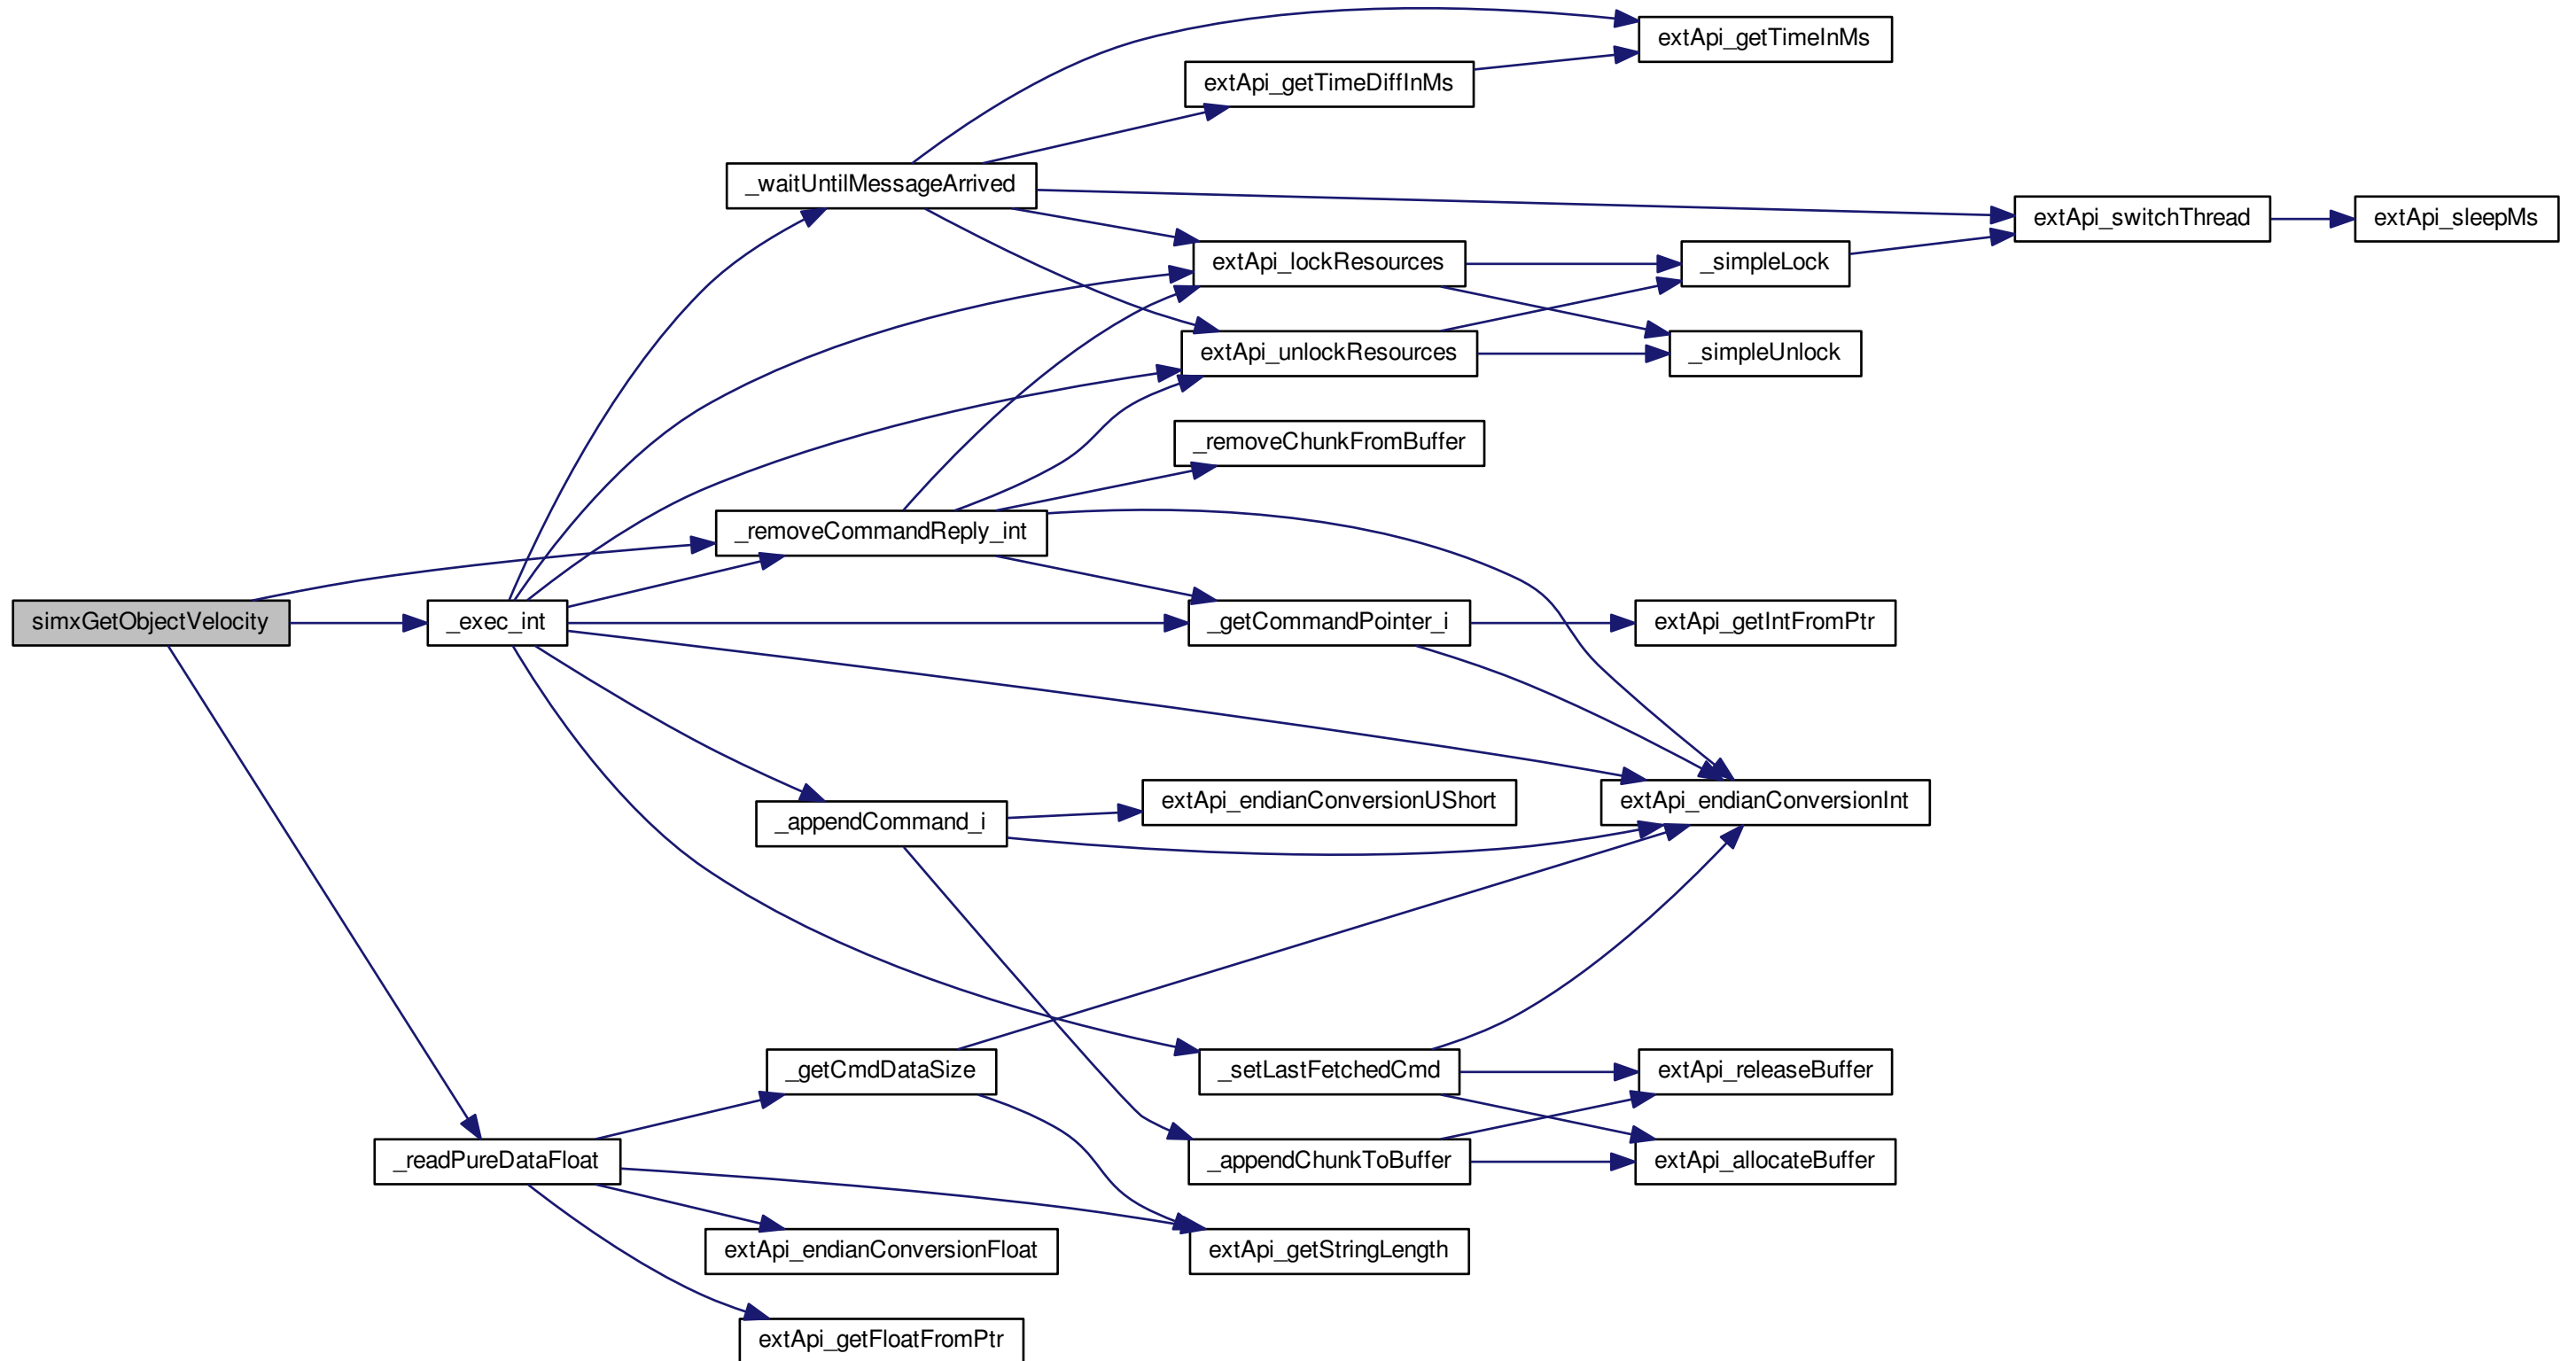 extApi_getTimeInMs
extApi_getTimeDiffInMs
_waitUntilMessageArrived
extApi_switchThread
extApi_sleepMs
extApi_lockResources
_simpleLock
extApi_unlockResources
_simpleUnlock
_removeChunkFromBuffer
_removeCommandReply_int
simxGetObjectVelocity
_exec_int
_getCommandPointer_i
extApi_getIntFromPtr
extApi_endianConversionUShort
extApi_endianConversionInt
_appendCommand_i
_getCmdDataSize
_setLastFetchedCmd
extApi_releaseBuffer
_readPureDataFloat
_appendChunkToBuffer
extApi_allocateBuffer
extApi_endianConversionFloat
extApi_getStringLength
extApi_getFloatFromPtr